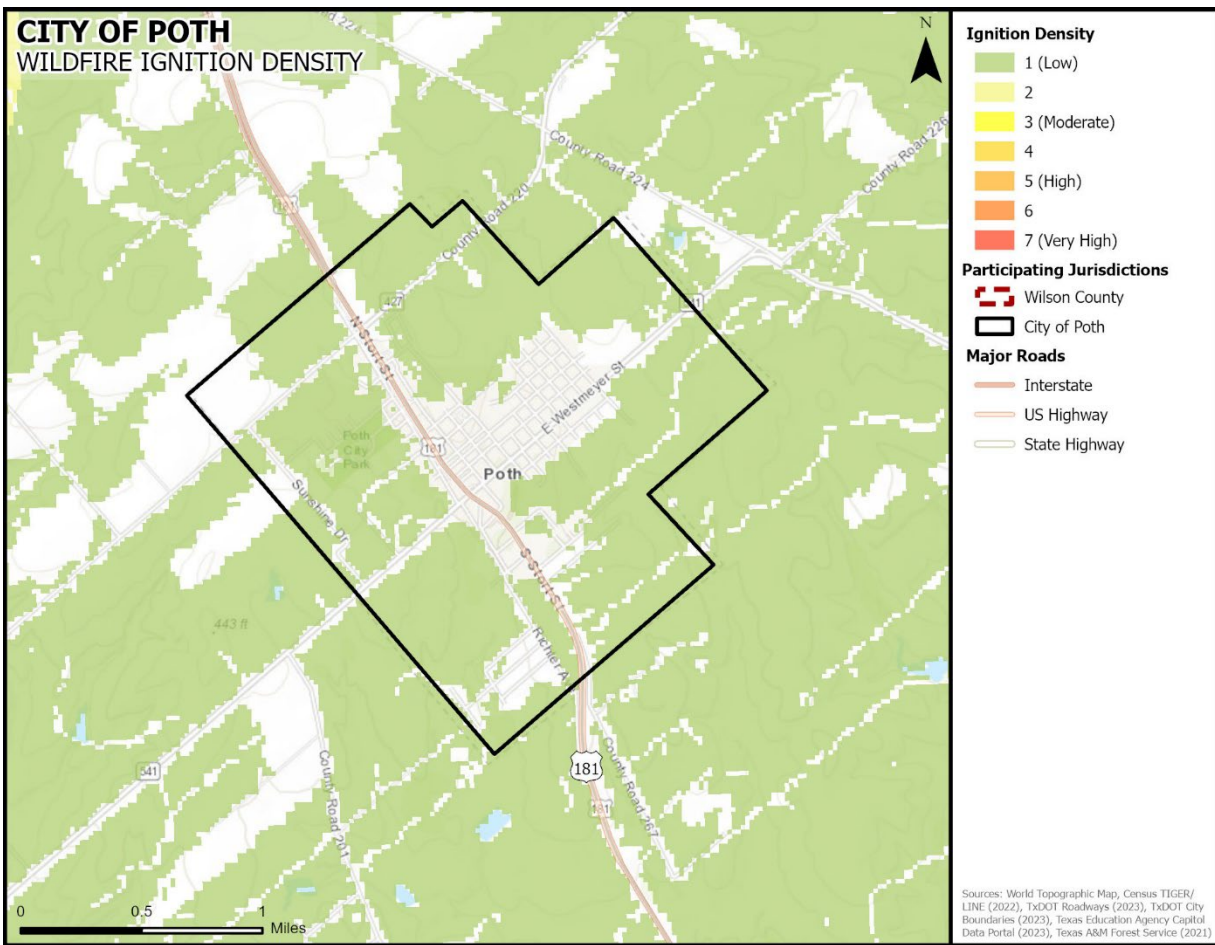 CITY OF POTH
WILDFIRE IGNITION DENSITY
N
County Road 224
County Road 220
County Road 226
181
427
N Storts St
541
E Westmeyer St
Poth City Park
181
Poth
Sunshine Dr
S Storts St
443 ft
Richter A
541
County Road 201
181
181
County Road 267
0 0.5 1
Miles
Ignition Density
1 (Low)
2
3 (Moderate)
4
5 (High)
6
7 (Very High)
Participating Jurisdictions
Wilson County
City of Poth
Major Roads
Interstate
US Highway
State Highway
Sources: World Topographic Map, Census TIGER/
LINE (2022), TxDOT Roadways (2023), TxDOT City
Boundaries (2023), Texas Education Agency Capitol
Data Portal (2023), Texas A&M Forest Service (2021)